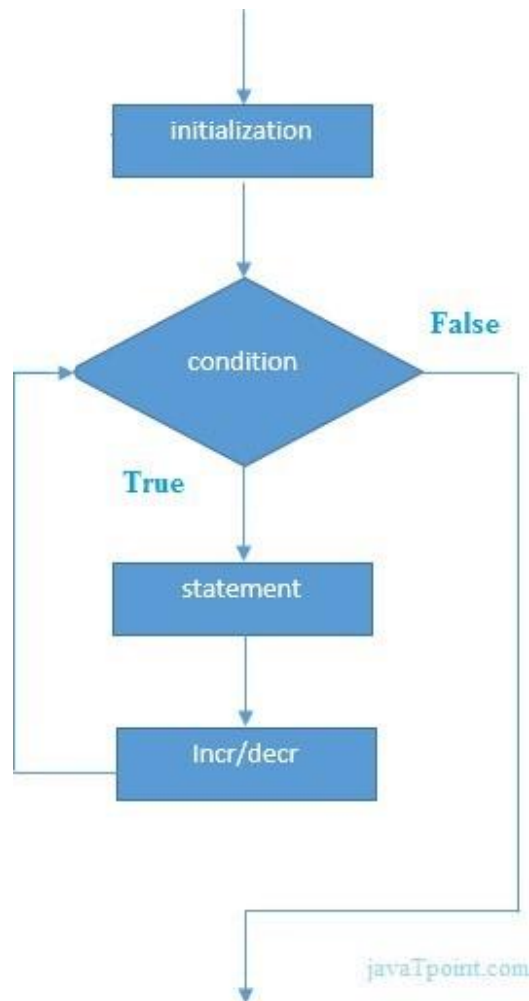 initialization
condition
False
True
statement
Incr/decr
javaTpoint.com